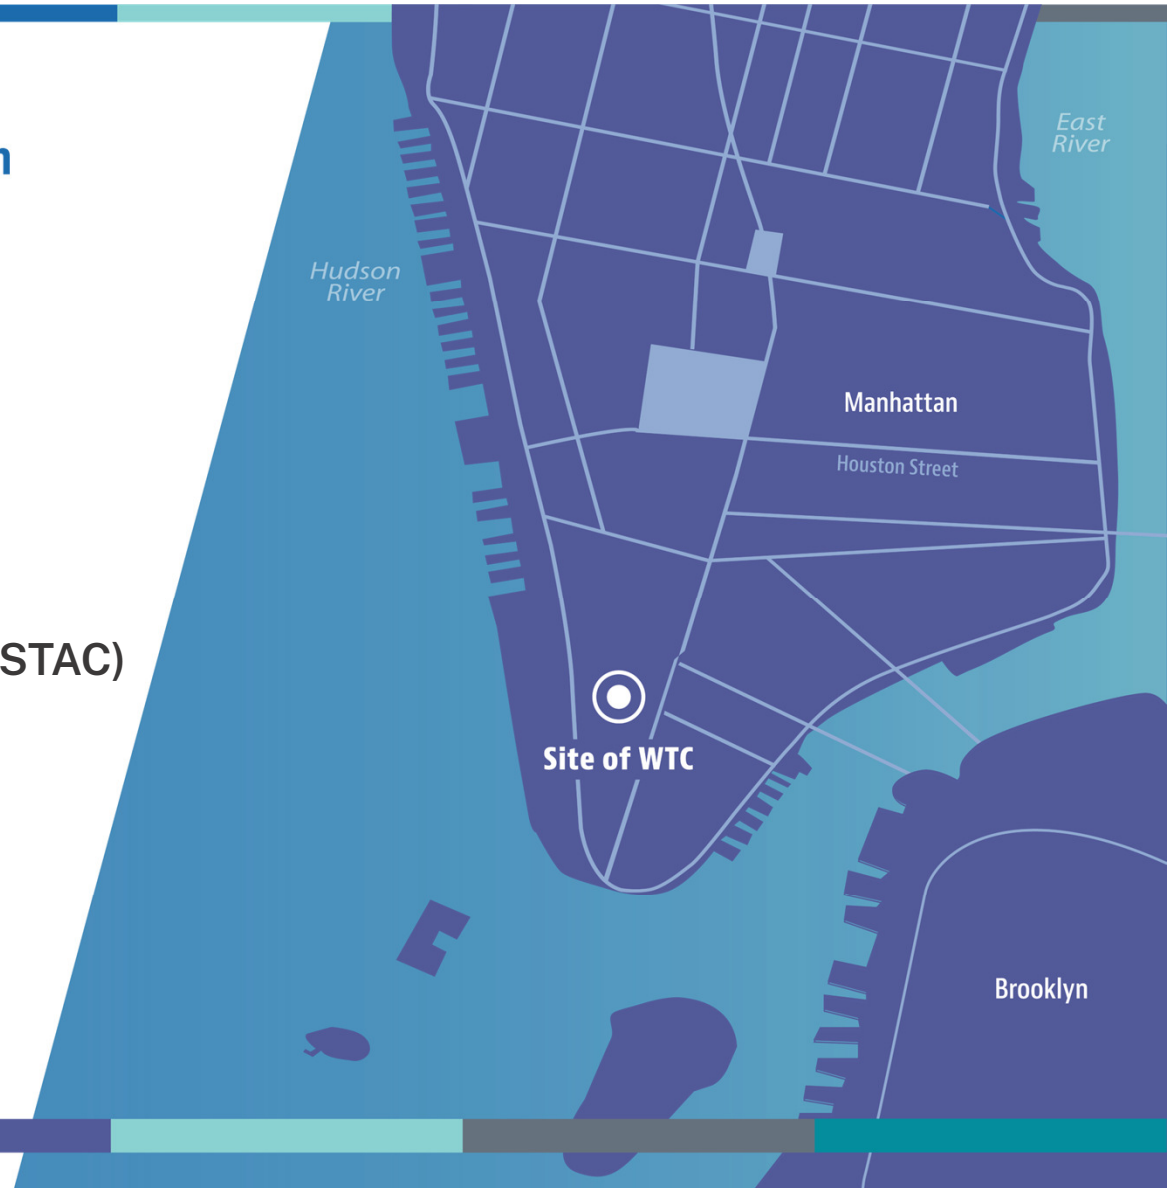 East
River
Hudson
River
Manhattan
Houston Street
STAC)
Site of WTC
Brooklyn